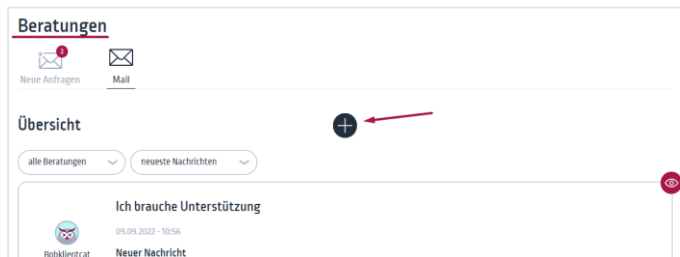 Beratungen
2
Neue Anfragen
Mail
Übersicht
alle Beratungen
neueste Nachrichten
Ich brauche Unterstützung
09.09.2022 - 10:56
Bobklientcat
Neuer Nachricht